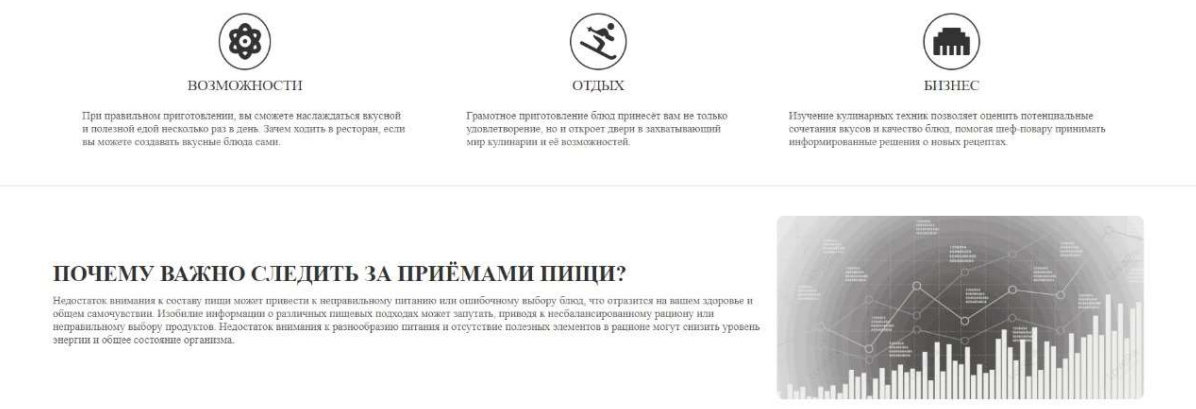 ВОЗМОЖНОСТИ
При правильном приготовлении, вы сможете наслаждаться вкусной
и полезной едой несколько раз в день. Зачем ходить в ресторан, если
вы можете создавать вкусные блюда сами.
ОТДЫХ
Грамотное приготовление блюд принесёт вам не только
удовлетворение, но и откроет двери в захватывающий
мир кулинарии и её возможностей.
БИЗНЕС
Изучение кулинарных техник позволяет оценить потенциальные
сочетания вкусов и качество блюд, помогая шеф-повару принимать
информированные решения о новых рецептах.
ПОЧЕМУ ВАЖНО СЛЕДИТЬ ЗА ПРИЁМАМИ ПИЩИ?
Недостаток внимания к составу пищи может привести к неправильному питанию или ошибочному выбору блюд, что отразится на вашем здоровье и
общем самочувствии. Изобилие информации о различных пищевых подходах может запутать, приводя к несбалансированному рациону или
неправильному выбору продуктов. Недостаток внимания к разнообразию питания и отсутствие полезных элементов в рационе могут снизить уровень
энергии и общее состояние организма.